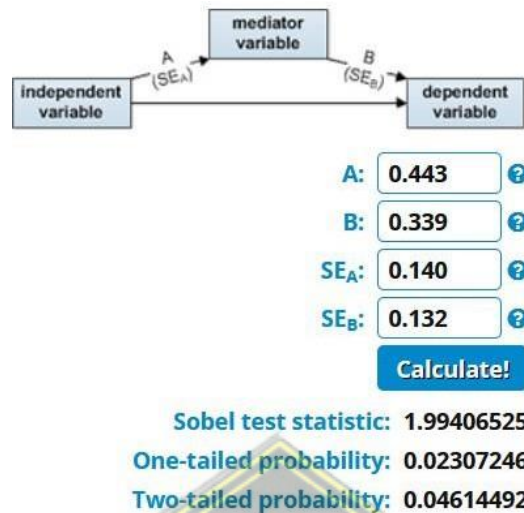 mediator
variable
A
(SEA)
B
(SEB)
independent
variable
dependent
variable
A: 0.443 ?
B: 0.339 ?
SEA: 0.140 ?
SEB: 0.132 ?
Calculate!
Sobel test statistic: 1.99406525
One-tailed probability: 0.02307246
Two-tailed probability: 0.04614492